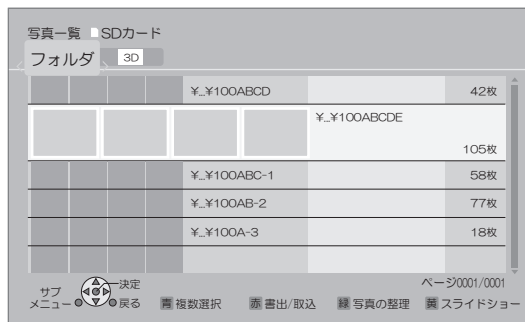 写真一覧 SDカード
フォルダ 3D
¥...¥100ABCD 42枚
¥...¥100ABCDE
105枚
¥...¥100ABC-1 58枚
¥...¥100AB-2 77枚
¥...¥100A-3 18枚
ページ0001/0001
サブ
メニュー
決定
戻る
青 複数選択 赤 書出/取込 緑 写真の整理 黄 スライドショー